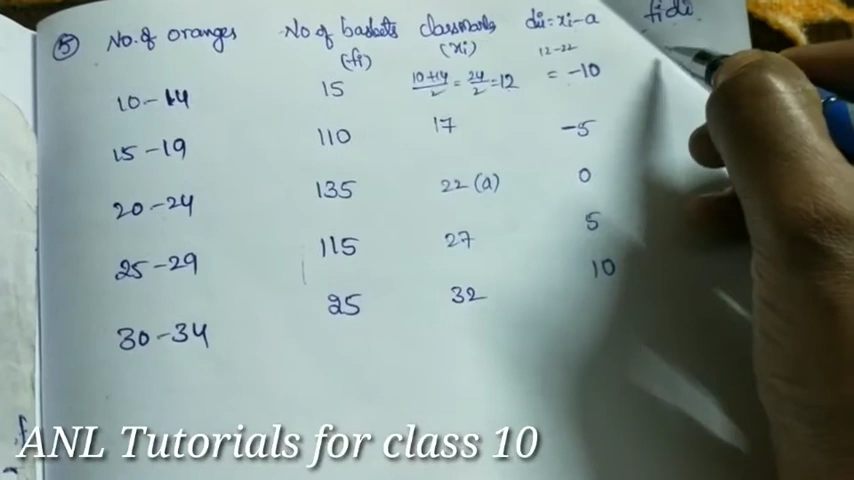 5 No. of oranges No of baskets (fi) classmarks (xi) di = xi - a fidi
10-14 15 10+14/2 = 24/2 = 12 12-22 = -10
15-19 110 17 -5
20-24 135 22 (a) 0
25-29 115 27 5
30-34 25 32 10
ANL Tutorials for class 10